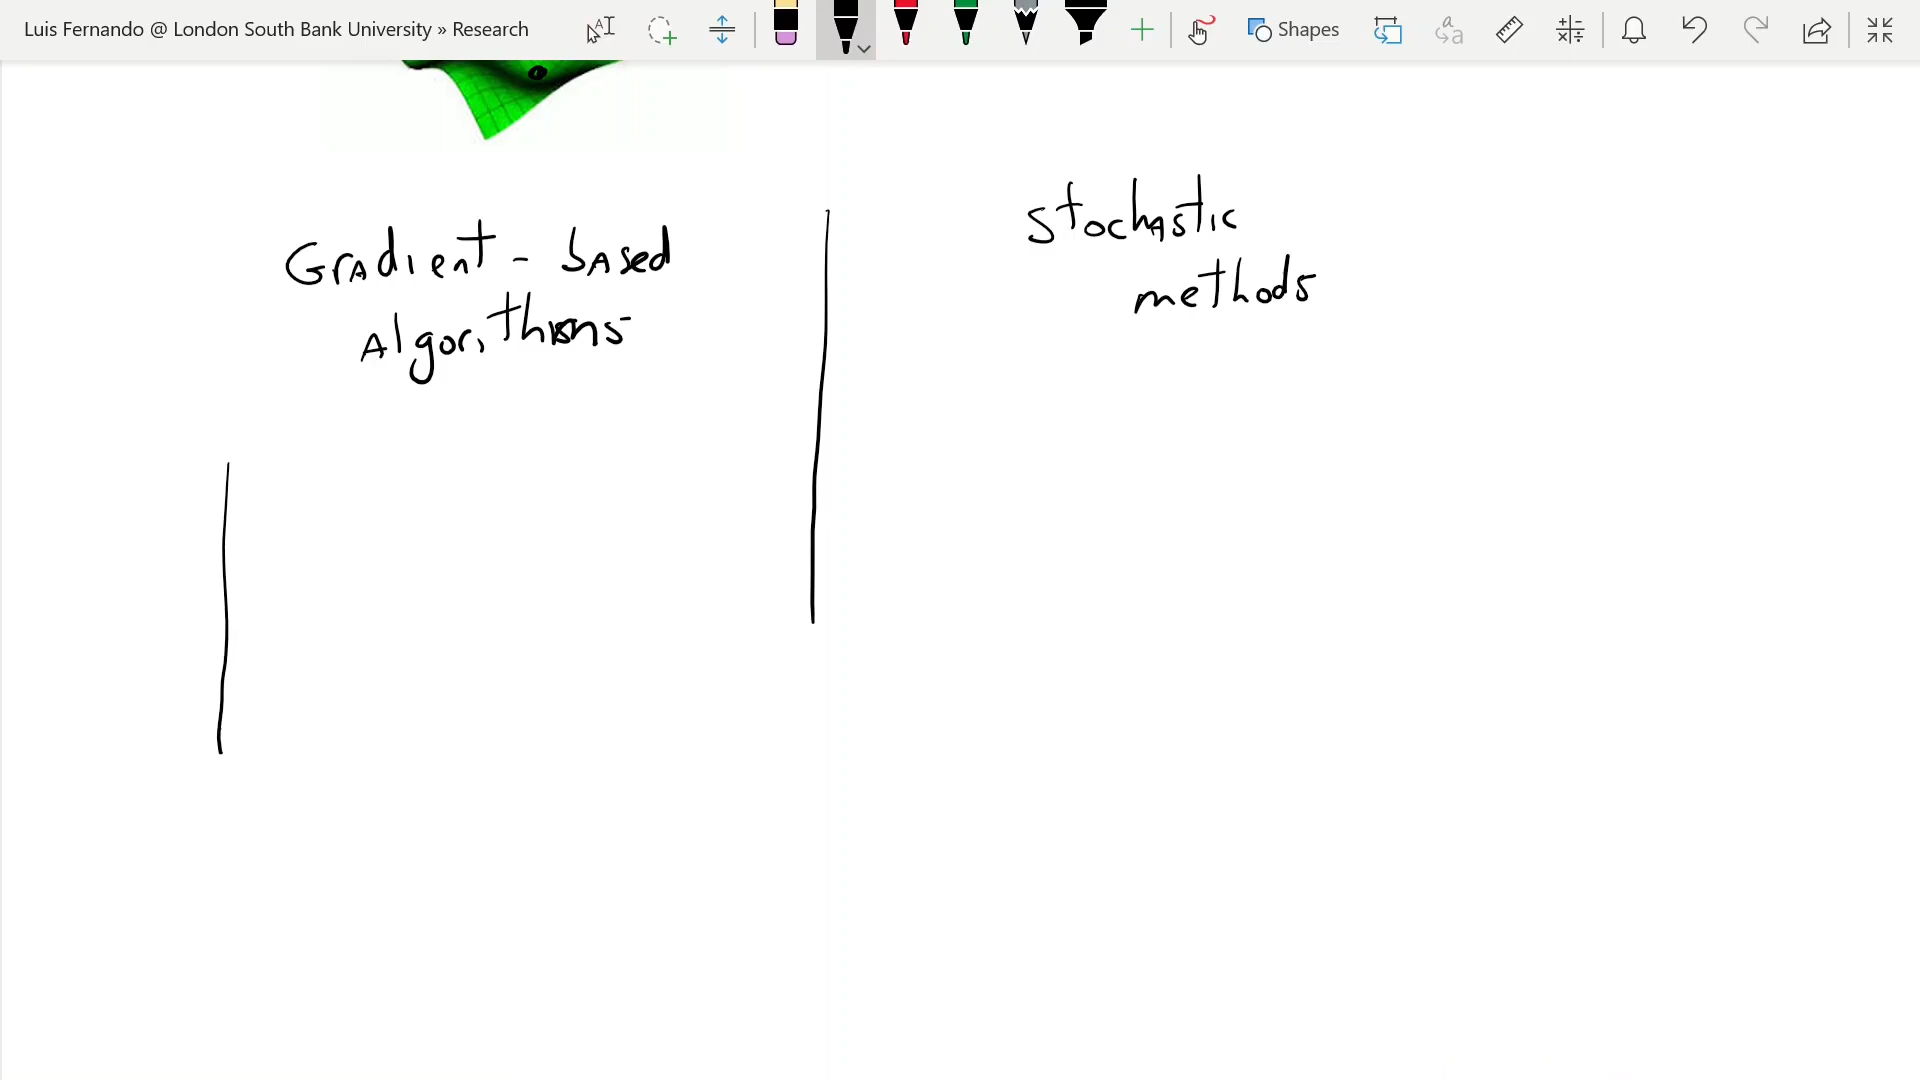 Luis Fernando @ London South Bank University » Research
Shapes
Gradient - based
Algorithms
Stochastic
methods